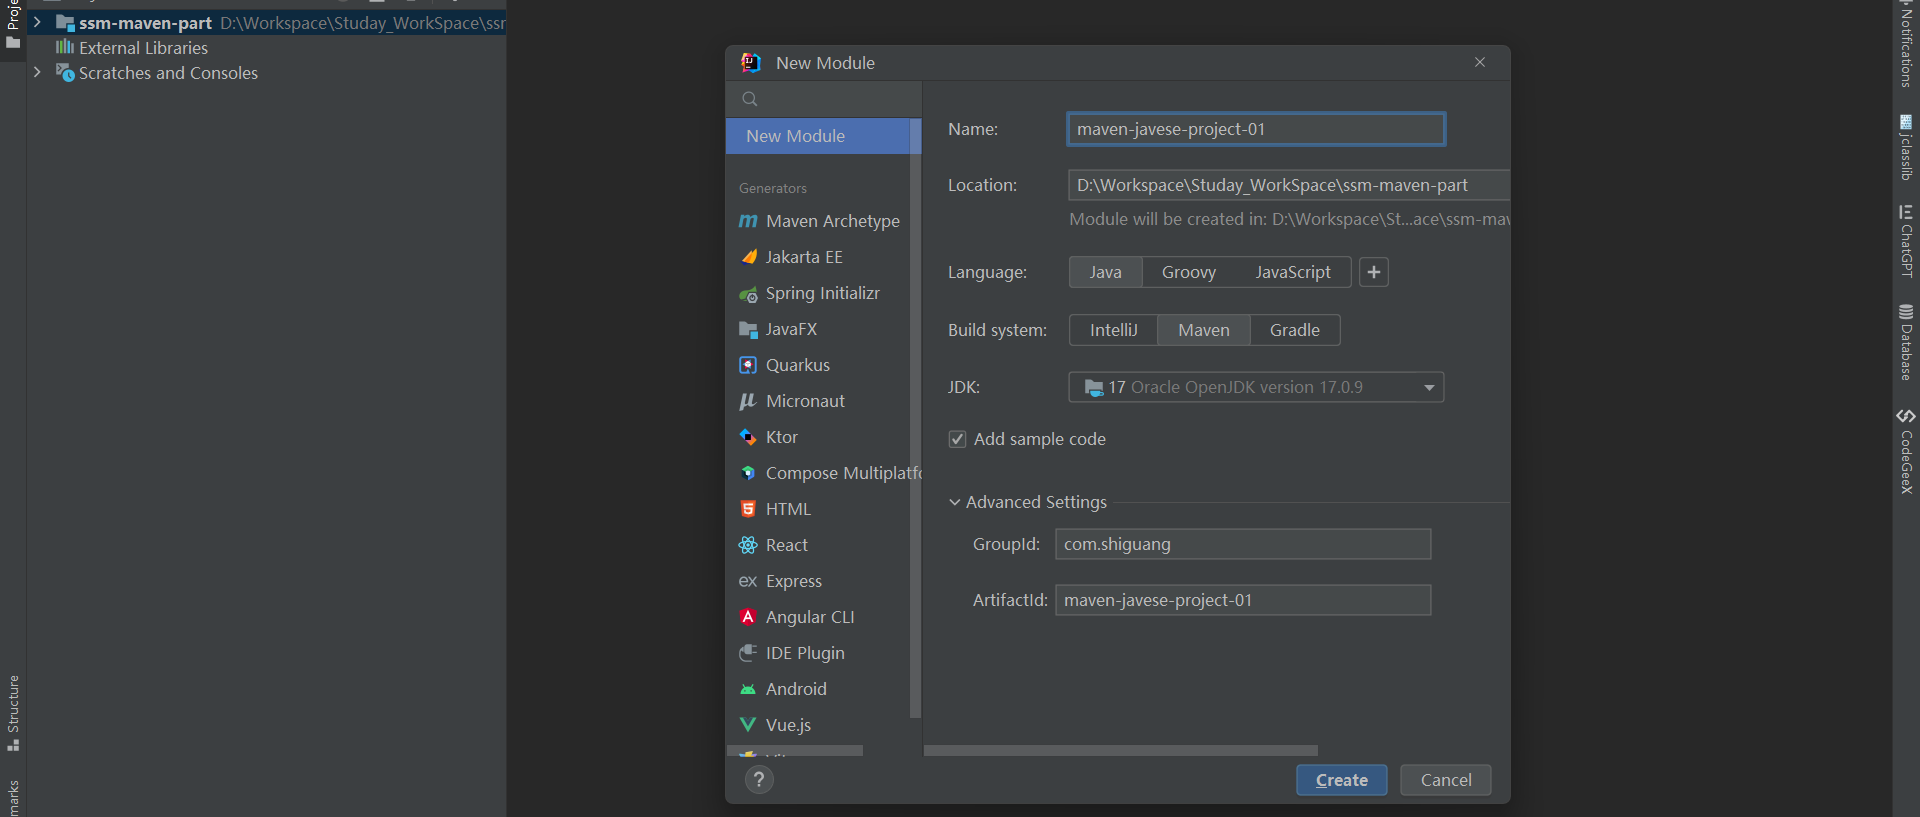 Proje
ssm-maven-part D:\Workspace\Studay_WorkSpace\ssr
External Libraries
Scratches and Consoles
Structure
marks
New Module
New Module
Generators
Maven Archetype
Jakarta EE
Spring Initializr
JavaFX
Quarkus
Micronaut
Ktor
Compose Multiplatfo
HTML
React
Express
Angular CLI
IDE Plugin
Android
Vue.js
Name: maven-javese-project-01
Location: D:\Workspace\Studay_WorkSpace\ssm-maven-part
Module will be created in: D:\Workspace\St...ace\ssm-mav
Language: Java Groovy JavaScript +
Build system: IntelliJ Maven Gradle
JDK: 17 Oracle OpenJDK version 17.0.9
Add sample code
Advanced Settings
GroupId: com.shiguang
ArtifactId: maven-javese-project-01
? Create Cancel
Notifications
jclasslib
ChatGPT
Database
CodeGeeX